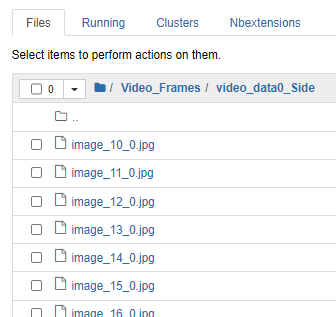 Files Running Clusters Nbextensions
Select items to perform actions on them.
0 / Video_Frames / video_data0_Side
..
image_10_0.jpg
image_11_0.jpg
image_12_0.jpg
image_13_0.jpg
image_14_0.jpg
image_15_0.jpg
image_16_0.jpg